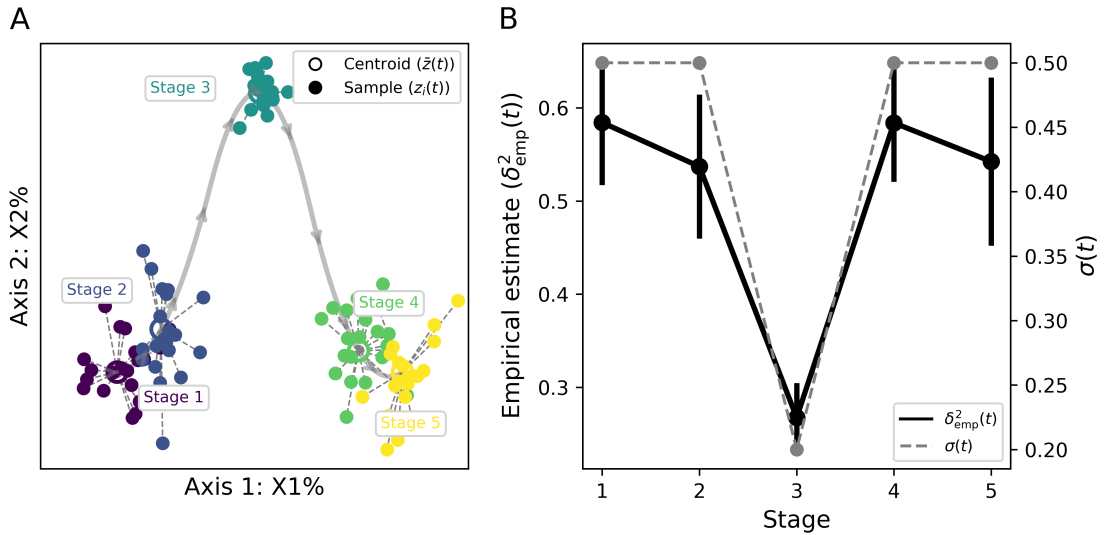 A
Stage 3
Centroid (z̄(t))
Sample (zᵢ(t))
Stage 2
Stage 4
Stage 1
Stage 5
Axis 2: X2%
Axis 1: X1%
B
0.6
0.5
0.4
0.3
Empirical estimate (δ²emp(t))
0.50
0.45
0.40
0.35
0.30
0.25
0.20
σ(t)
δ²emp(t)
σ(t)
1 2 3 4 5
Stage